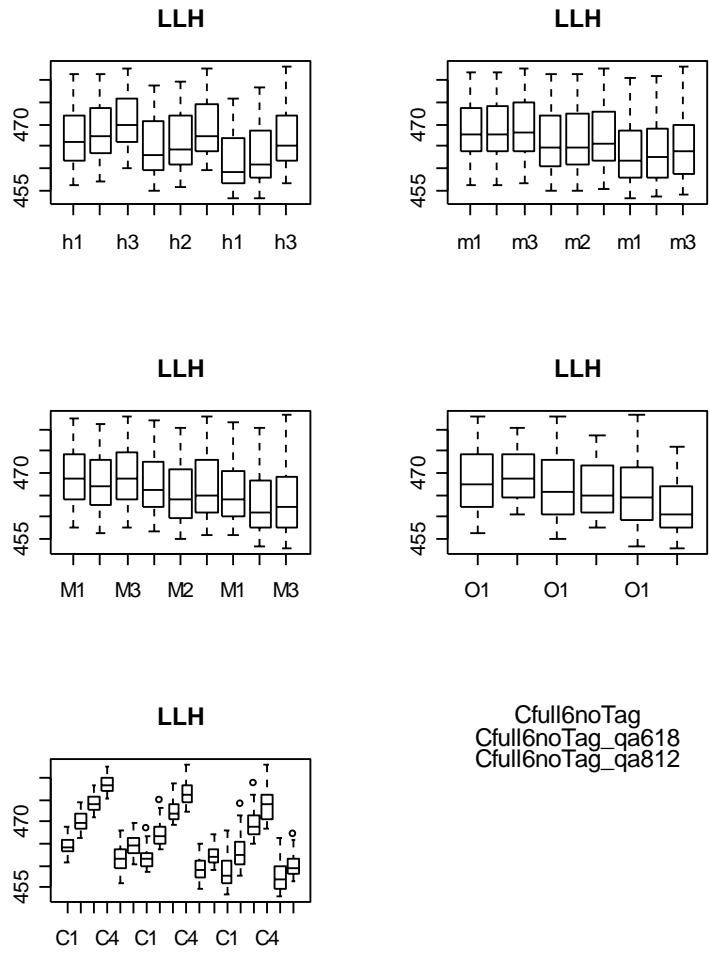 LLH
LLH
470
455
h1 h3 h2 h1 h3
470
455
m1 m3 m2 m1 m3
LLH
LLH
470
455
M1 M3 M2 M1 M3
470
455
O1 O1 O1
LLH
470
455
C1 C4 C1 C4 C1 C4
Cfull6noTag
Cfull6noTag_qa618
Cfull6noTag_qa812